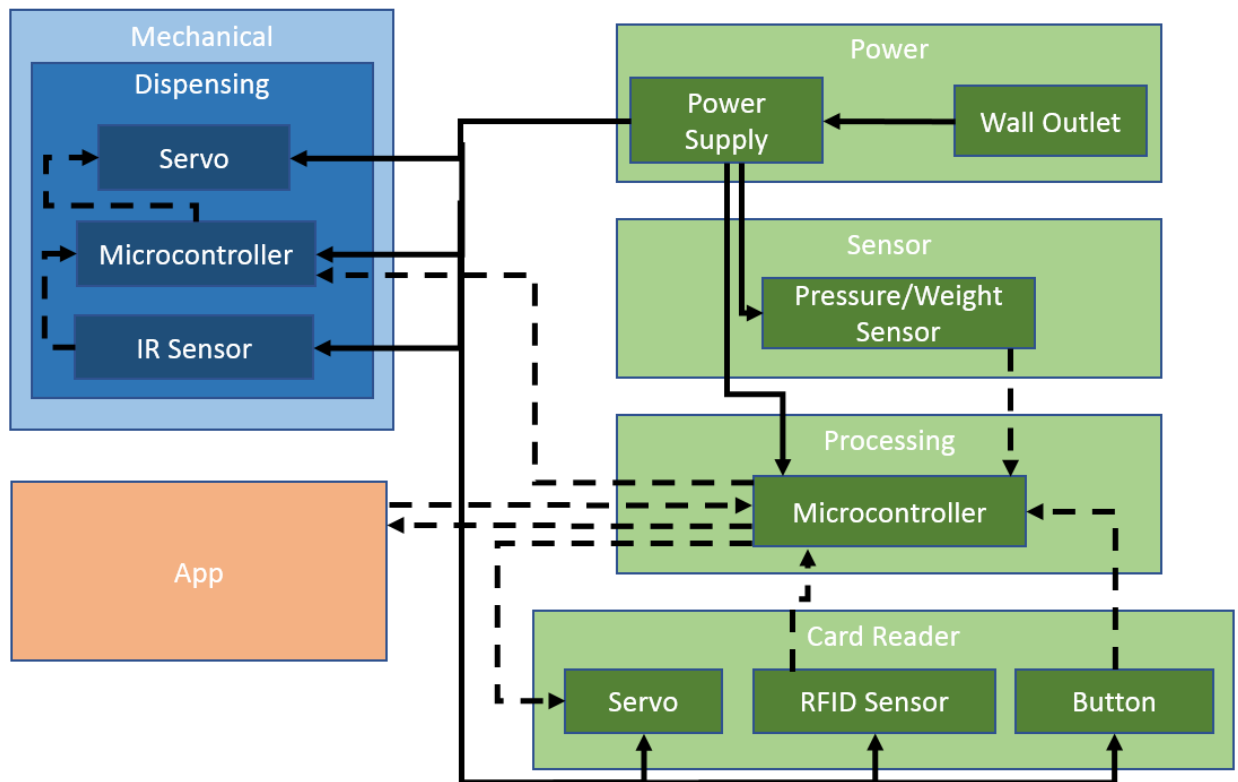 Mechanical
Dispensing
Servo
Microcontroller
IR Sensor
App
Power
Power
Supply
Wall Outlet
Sensor
Pressure/Weight
Sensor
Processing
Microcontroller
Card Reader
Servo
RFID Sensor
Button